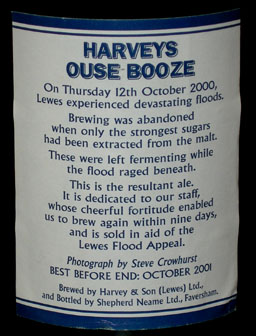 HARVEYS
OUSE BOOZE
On Thursday 12th October 2000,
Lewes experienced devastating floods.
Brewing was abandoned
when only the strongest sugars
had been extracted from the malt.
These were left fermenting while
the flood raged beneath.
This is the resultant ale.
It is dedicated to our staff,
whose cheerful fortitude enabled
us to brew again within nine days,
and is sold in aid of the
Lewes Flood Appeal.
Photograph by Steve Crowhurst
BEST BEFORE END: OCTOBER 2001
Brewed by Harvey & Son (Lewes) Ltd.,
and Bottled by Shepherd Neame Ltd., Faversham.